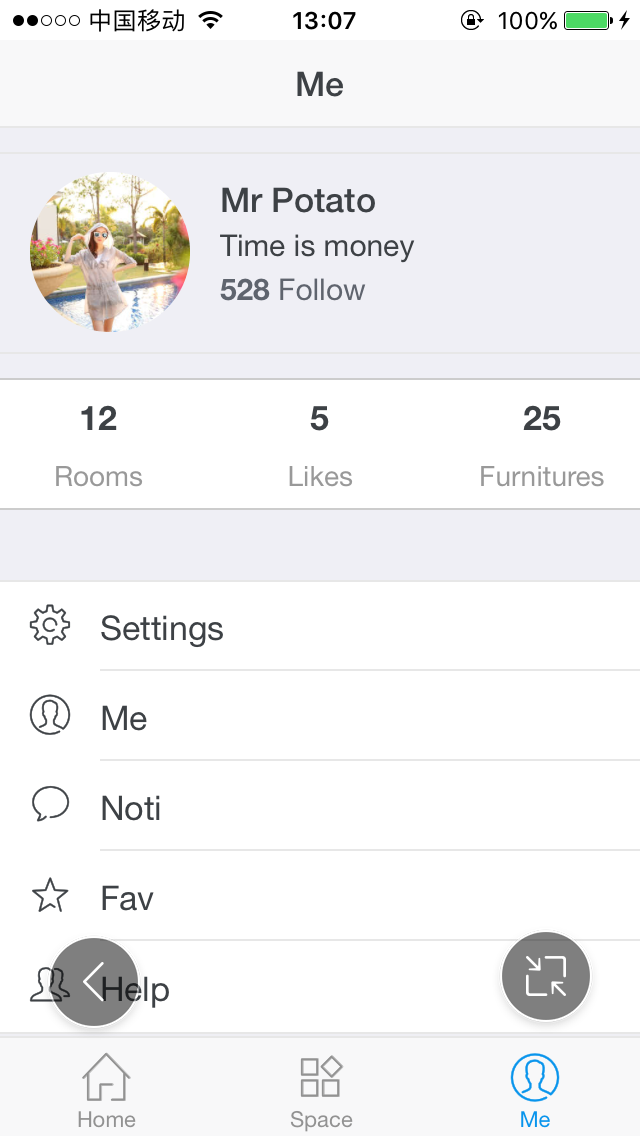 中国移动 13:07 100%
Me
Mr Potato
Time is money
528 Follow
12 5 25
Rooms Likes Furnitures
Settings
Me
Noti
Fav
Help
Home Space Me